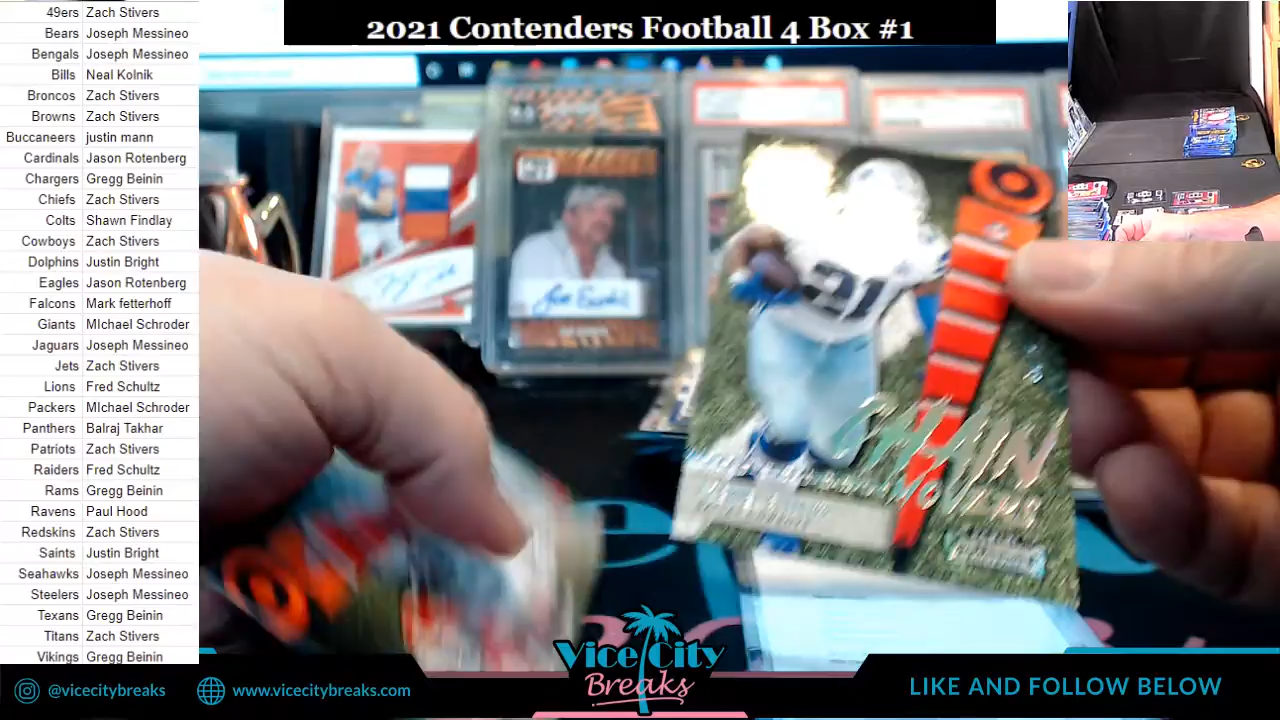 2021 Contenders Football 4 Box #1
49ers Zach Stivers
Bears Joseph Messineo
Bengals Joseph Messineo
Bills Neal Kolnik
Broncos Zach Stivers
Browns Zach Stivers
Buccaneers justin mann
Cardinals Jason Rotenberg
Chargers Gregg Beinin
Chiefs Zach Stivers
Colts Shawn Findlay
Cowboys Zach Stivers
Dolphins Justin Bright
Eagles Jason Rotenberg
Falcons Mark fetterhoff
Giants MIchael Schroder
Jaguars Joseph Messineo
Jets Zach Stivers
Lions Fred Schultz
Packers MIchael Schroder
Panthers Balraj Takhar
Patriots Zach Stivers
Raiders Fred Schultz
Rams Gregg Beinin
Ravens Paul Hood
Redskins Zach Stivers
Saints Justin Bright
Seahawks Joseph Messineo
Steelers Joseph Messineo
Texans Gregg Beinin
Titans Zach Stivers
Vikings Gregg Beinin
21
CHAIN
MOVERS
Vice City
Breaks
@vicecitybreaks
www.vicecitybreaks.com
LIKE AND FOLLOW BELOW